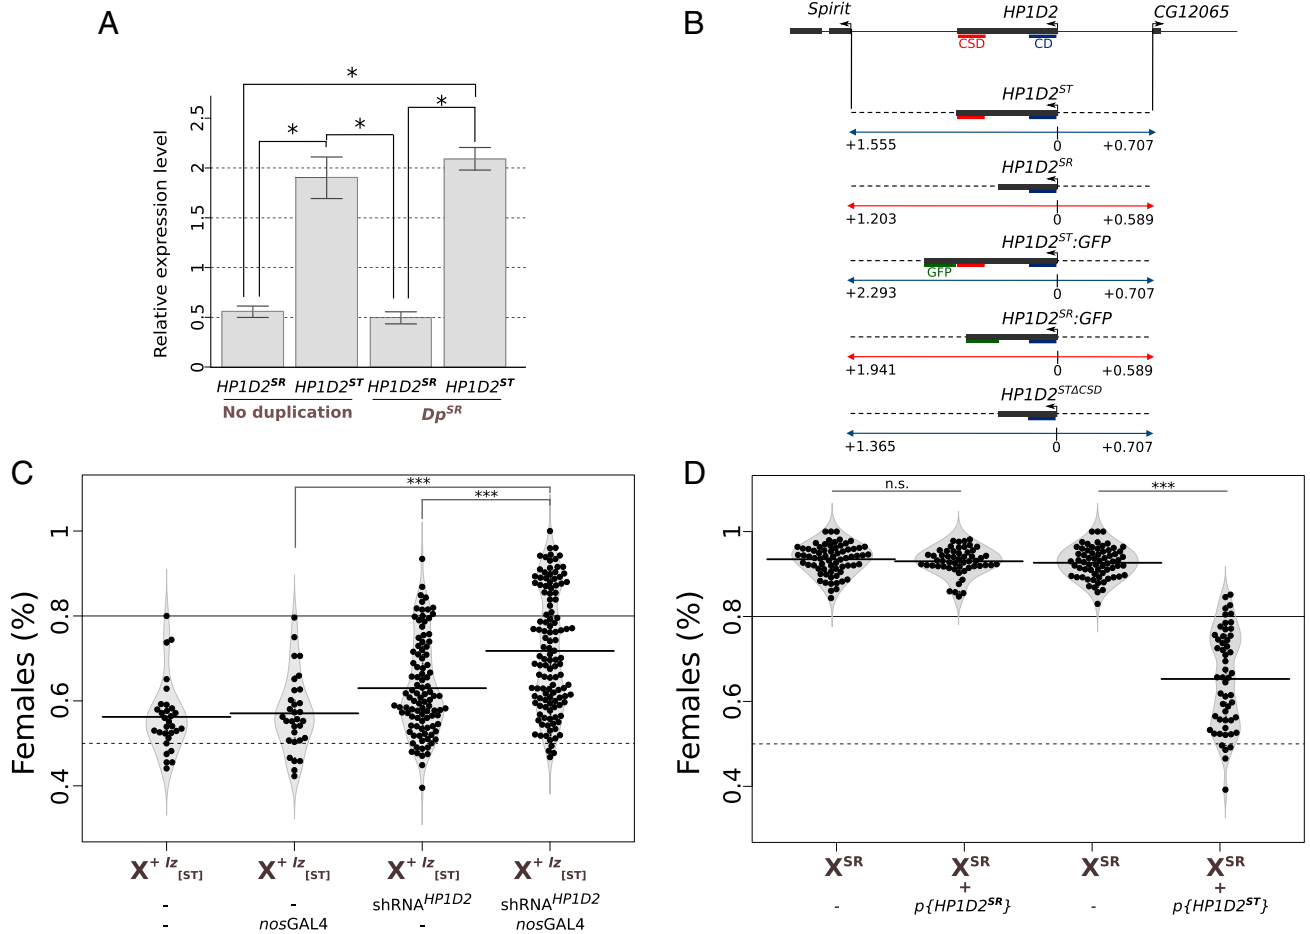 A
Relative expression level
2.5
2
1.5
1
0.5
0
*
*
*
*
HP1D2SR HP1D2ST HP1D2SR HP1D2ST
No duplication DpSR
B
Spirit HP1D2 CG12065
CSD CD
HP1D2ST
+1.555 0 +0.707
HP1D2SR
+1.203 0 +0.589
HP1D2ST:GFP
GFP
+2.293 0 +0.707
HP1D2SR:GFP
+1.941 0 +0.589
HP1D2STΔCSD
+1.365 0 +0.707
C
Females (%)
1
0.8
0.6
0.4
***
***
X+ lz[ST] X+ lz[ST] X+ lz[ST] X+ lz[ST]
- - shRNAHP1D2 shRNAHP1D2
- nosGAL4 - nosGAL4
D
Females (%)
1
0.8
0.6
0.4
n.s. ***
XSR XSR XSR XSR
+ +
- p{HP1D2SR} - p{HP1D2ST}